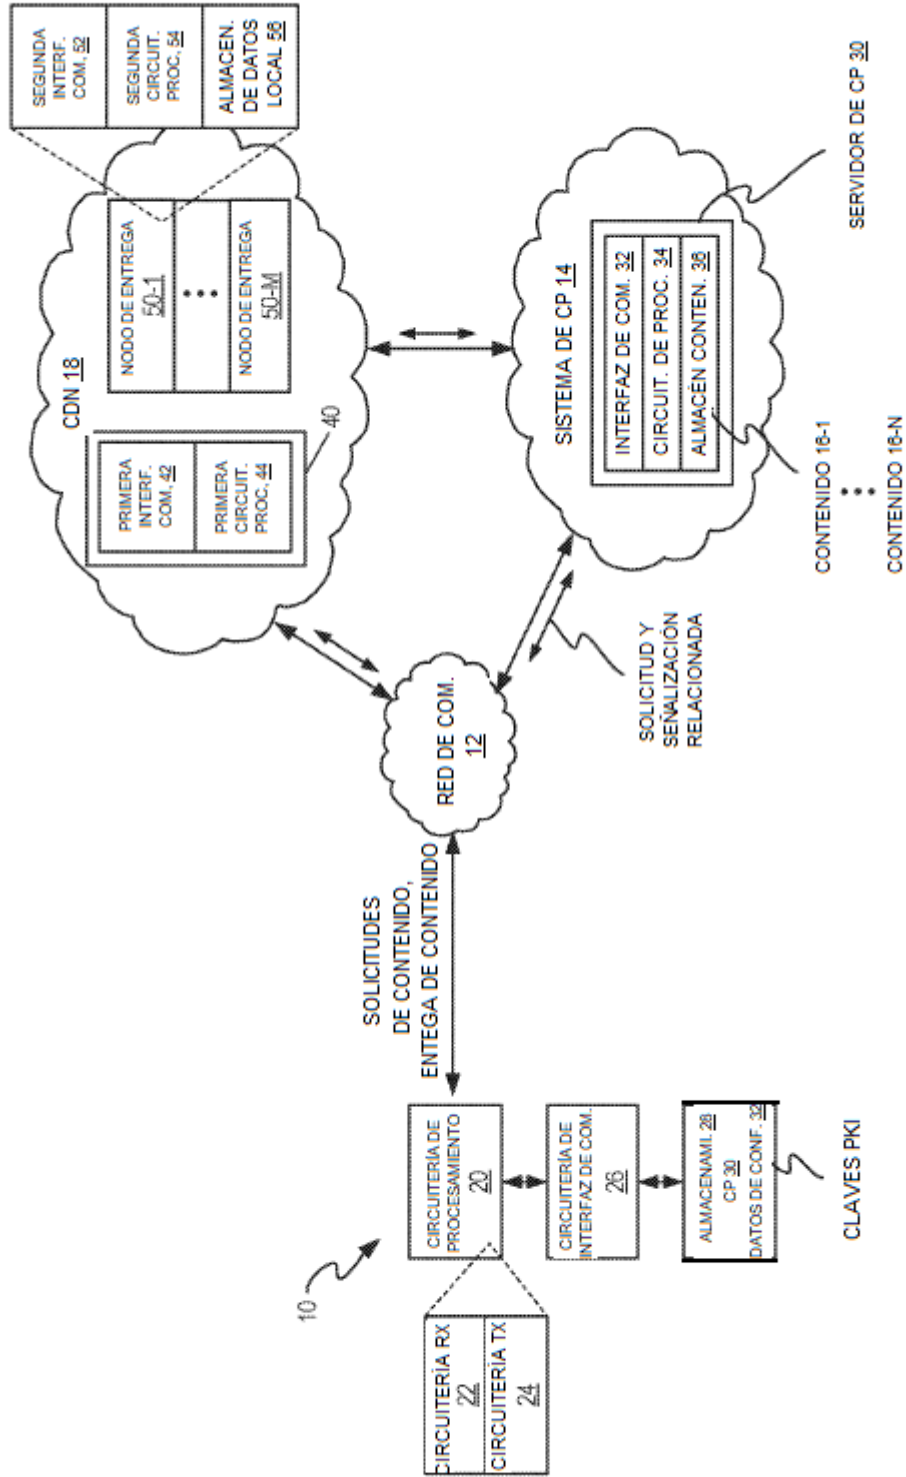 10
CIRCUITERÍA RX
22
CIRCUITERÍA TX
24
CIRCUITERÍA DE
PROCESAMIENTO
20
CIRCUITERÍA DE
INTERFAZ DE COM.
26
ALMACENAMI. 28
CP 30
DATOS DE CONF. 32
CLAVES PKI
SOLICITUDES
DE CONTENIDO,
ENTEGA DE CONTENIDO
RED DE COM.
12
SOLICITUD Y
SEÑALIZACIÓN
RELACIONADA
CDN 18
PRIMERA
INTERF.
COM. 42
PRIMERA
CIRCUIT.
PROC. 44
40
NODO DE ENTREGA
50-1
NODO DE ENTREGA
50-M
SEGUNDA
INTERF.
COM. 52
SEGUNDA
CIRCUIT.
PROC. 54
ALMACEN.
DE DATOS
LOCAL 56
SISTEMA DE CP 14
INTERFAZ DE COM. 32
CIRCUIT. DE PROC. 34
ALMACÉN CONTEN. 36
SERVIDOR DE CP 30
CONTENIDO 16-1
CONTENIDO 16-N